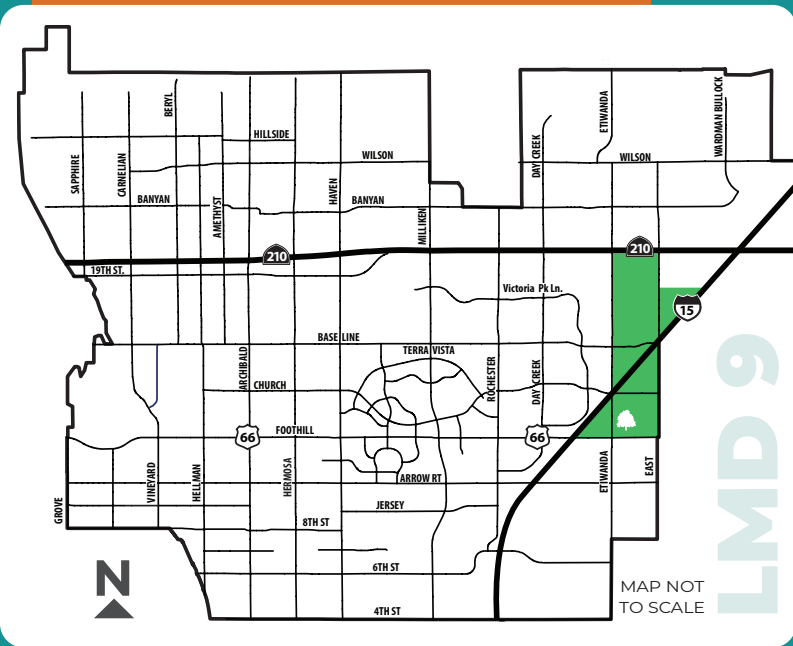 BERYL
ETIWANDA
WARDMAN BULLOCK
HILLSIDE
DAY CREEK
WILSON
WILSON
SAPPHIRE
CARNELIAN
BANYAN
AMETHYST
HAVEN
BANYAN
MILLIKEN
210
210
19TH ST.
Victoria Pk Ln.
15
BASE LINE
TERRA VISTA
ARCHIBALD
CHURCH
ROCHESTER
DAY CREEK
66
FOOTHILL
66
GROVE
VINEYARD
HELLMAN
HERMOSA
ARROW RT
ETIWANDA
EAST
JERSEY
8TH ST
6TH ST
4TH ST
N
MAP NOT
TO SCALE
LMD 9